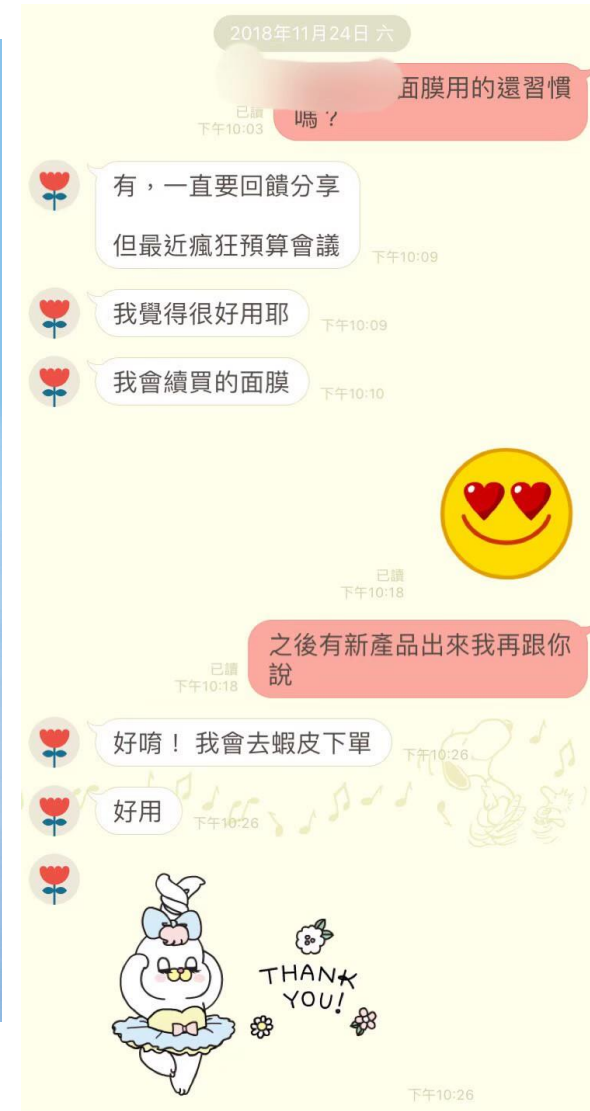 2018年11月24日 六
面膜用的還習慣
嗎？
已讀
下午10:03
有，一直要回饋分享
但最近瘋狂預算會議
下午10:09
我覺得很好用耶
下午10:09
我會續買的面膜
下午10:10
已讀
下午10:18
之後有新產品出來我再跟你
說
已讀
下午10:18
好唷！ 我會去蝦皮下單
下午10:26
好用
下午10:26
THANK
YOU!
下午10:26